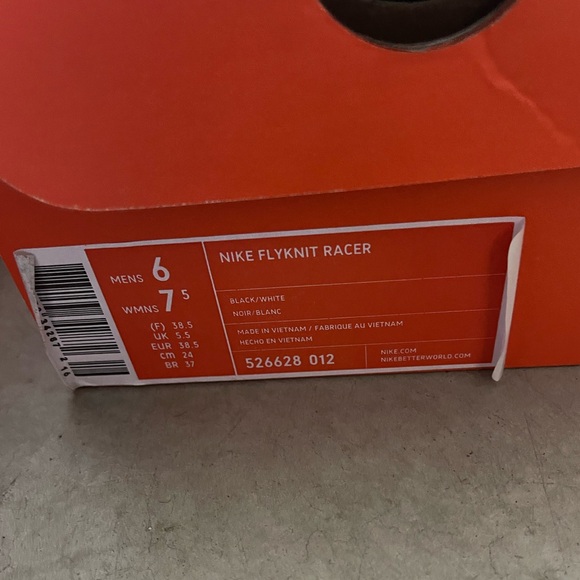 MENS 6
WMNS 7 5
(F) 38.5
UK 5.5
EUR 38.5
cm 24
BR 37
NIKE FLYKNIT RACER
BLACK/WHITE
NOIR/BLANC
MADE IN VIETNAM / FABRIQUE AU VIETNAM
HECHO EN VIETNAM
526628 012
NIKE.COM
NIKEBETTERWORLD.COM